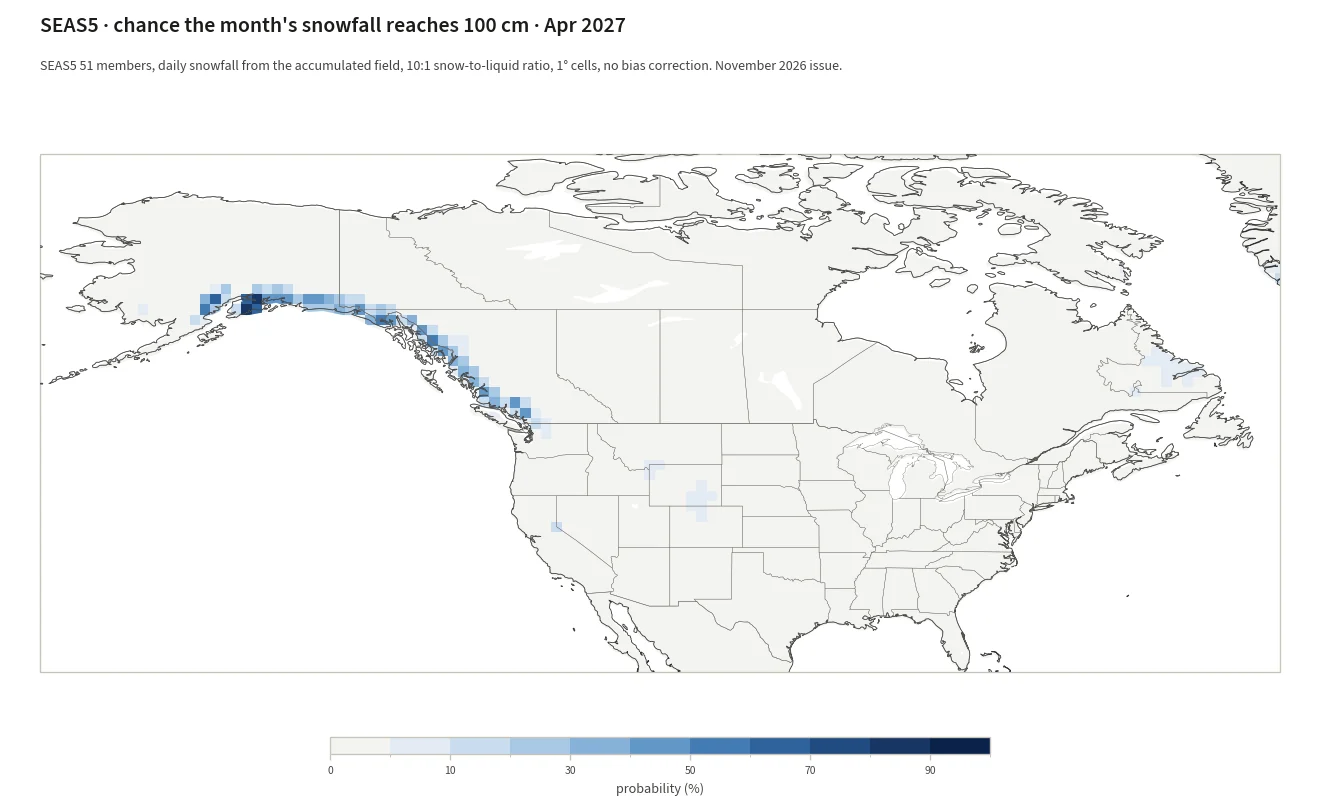 SEAS5 · chance the month's snowfall reaches 100 cm · Apr 2027
SEAS5 51 members, daily snowfall from the accumulated field, 10:1 snow-to-liquid ratio, 1° cells, no bias correction. November 2026 issue.
0 10 30 50 70 90
probability (%)